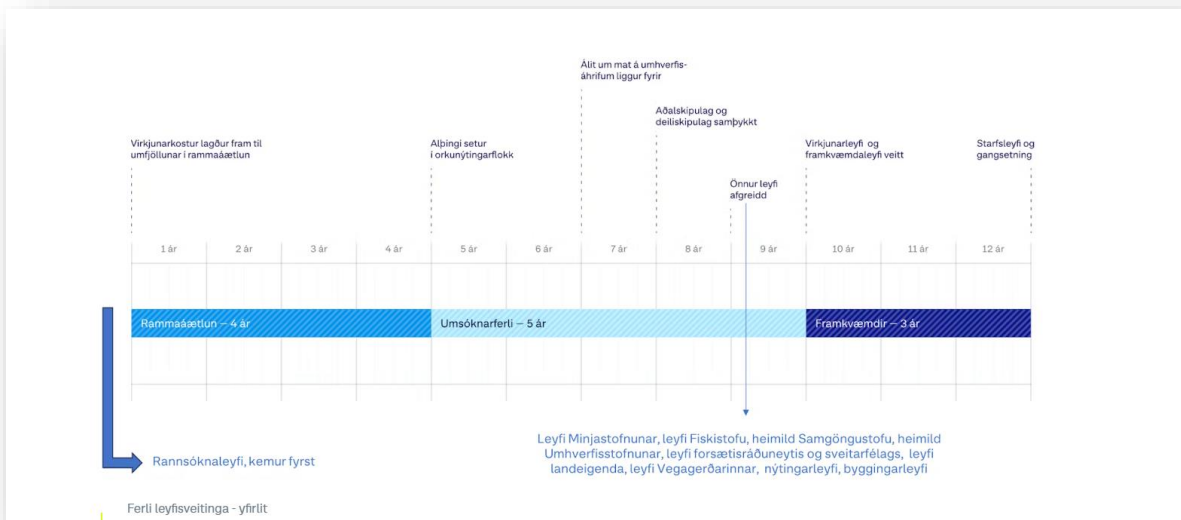 Álit um mat á umhverfis-
áhrifum liggur fyrir
Aðalskipulag og
deiliskipulag samþykkt
Virkjunarkostur lagður fram til
umfjöllunar í rammaáætlun
Alþingi setur
í orkunýtingarflokk
Virkjunarleyfi og
framkvæmdaleyfi veitt
Starfsleyfi og
gangsetning
Önnur leyfi
afgreidd
1 ár 2 ár 3 ár 4 ár 5 ár 6 ár 7 ár 8 ár 9 ár 10 ár 11 ár 12 ár
Rammaáætlun – 4 ár
Umsóknarferli – 5 ár
Framkvæmdir – 3 ár
Rannsóknaleyfi, kemur fyrst
Leyfi Minjastofnunar, leyfi Fiskistofu, heimild Samgöngustofu, heimild
Umhverfisstofnunar, leyfi forsætisráðuneytis og sveitarfélags, leyfi
landeigenda, leyfi Vegagerðarinnar, nýtingarleyfi, byggingarleyfi
Ferli leyfisveitinga - yfirlit